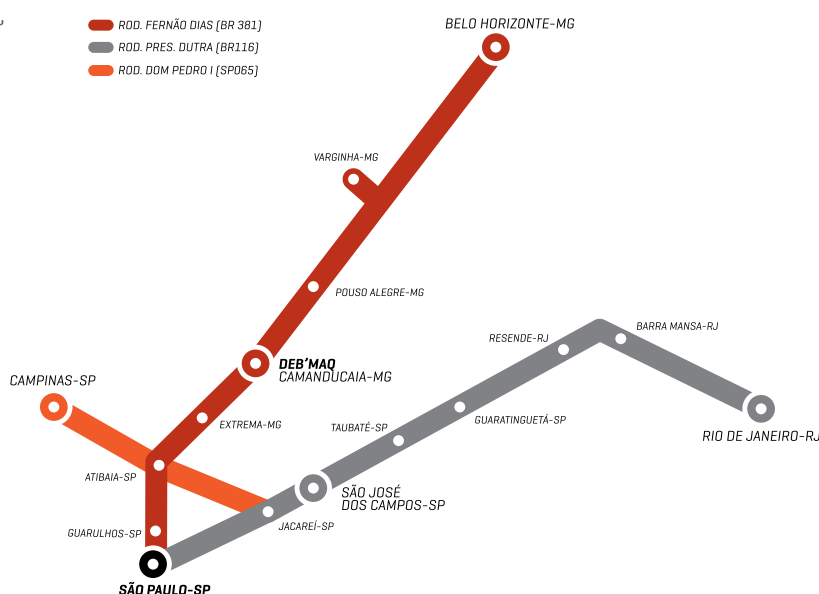 ROD. FERNÃO DIAS (BR 381)
ROD. PRES. DUTRA (BR116)
ROD. DOM PEDRO I (SP065)
BELO HORIZONTE-MG
VARGINHA-MG
POUSO ALEGRE-MG
RESENDE-RJ
BARRA MANSA-RJ
DEB'MAQ
CAMANDUCAIA-MG
CAMPINAS-SP
EXTREMA-MG
TAUBATÉ-SP
GUARATINGUETÁ-SP
RIO DE JANEIRO-RJ
ATIBAIA-SP
SÃO JOSÉ
DOS CAMPOS-SP
GUARULHOS-SP
JACAREÍ-SP
SÃO PAULO-SP